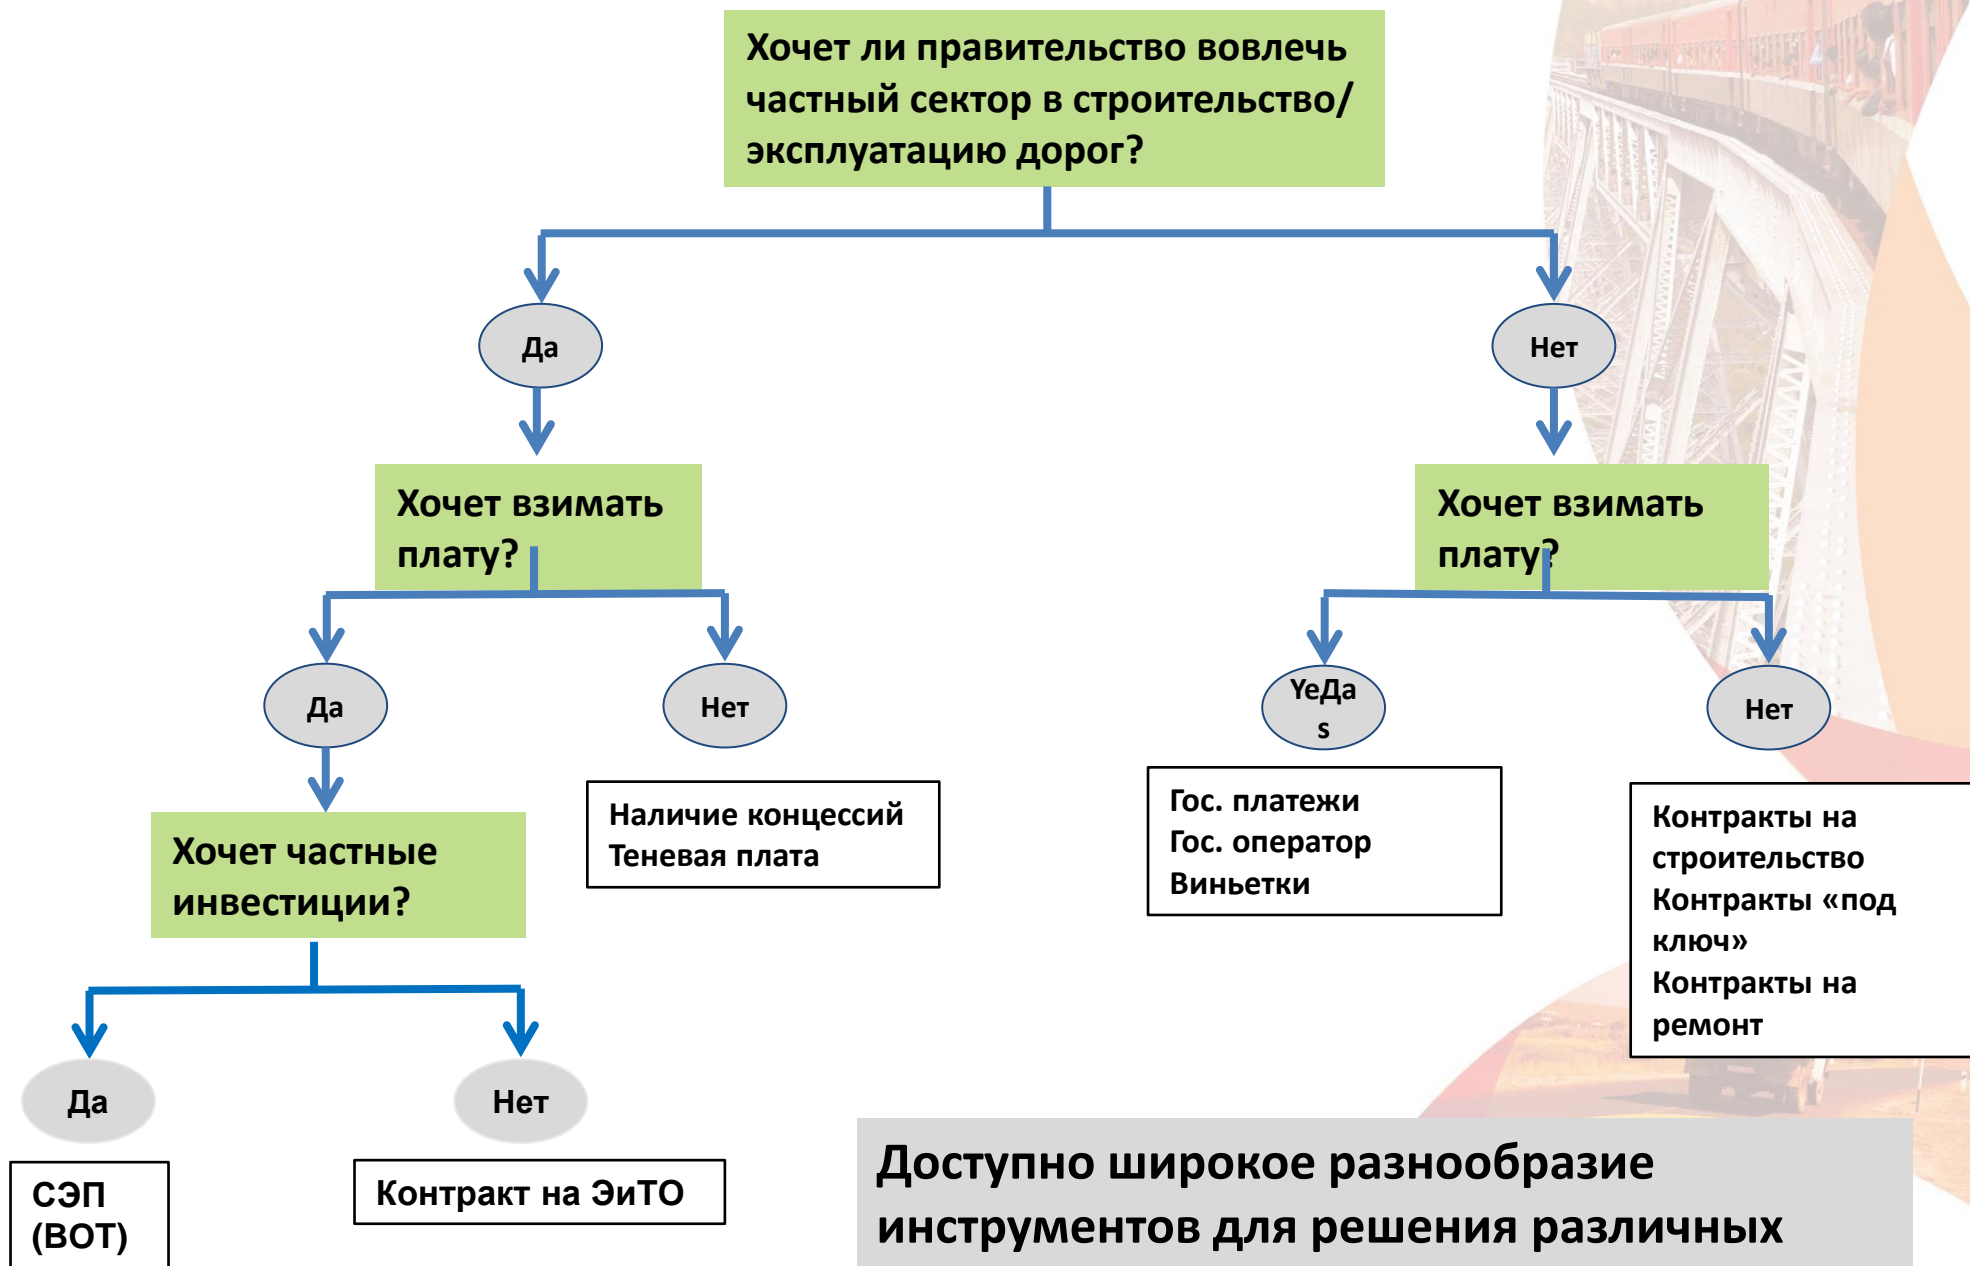 Хочет ли правительство вовлечь
частный сектор в строительство/
эксплуатацию дорог?
Да
Нет
Хочет взимать
плату?
Хочет взимать
плату?
Да
Нет
YeДа
s
Нет
Хочет частные
инвестиции?
Наличие концессий
Теневая плата
Гос. платежи
Гос. оператор
Виньетки
Контракты на
строительство
Контракты «под
ключ»
Контракты на
ремонт
Да
Нет
СЭП
(BOT)
Контракт на ЭиТО
Доступно широкое разнообразие
инструментов для решения различных